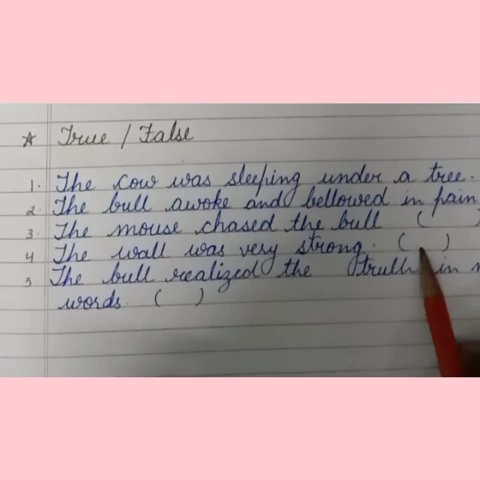 * True / False
1. The cow was sleeping under a tree.
2. The bull awoke and bellowed in pain
3. The mouse chased the bull ( )
4 The wall was very strong. ( )
5 The bull realized the truth in
words. ( )